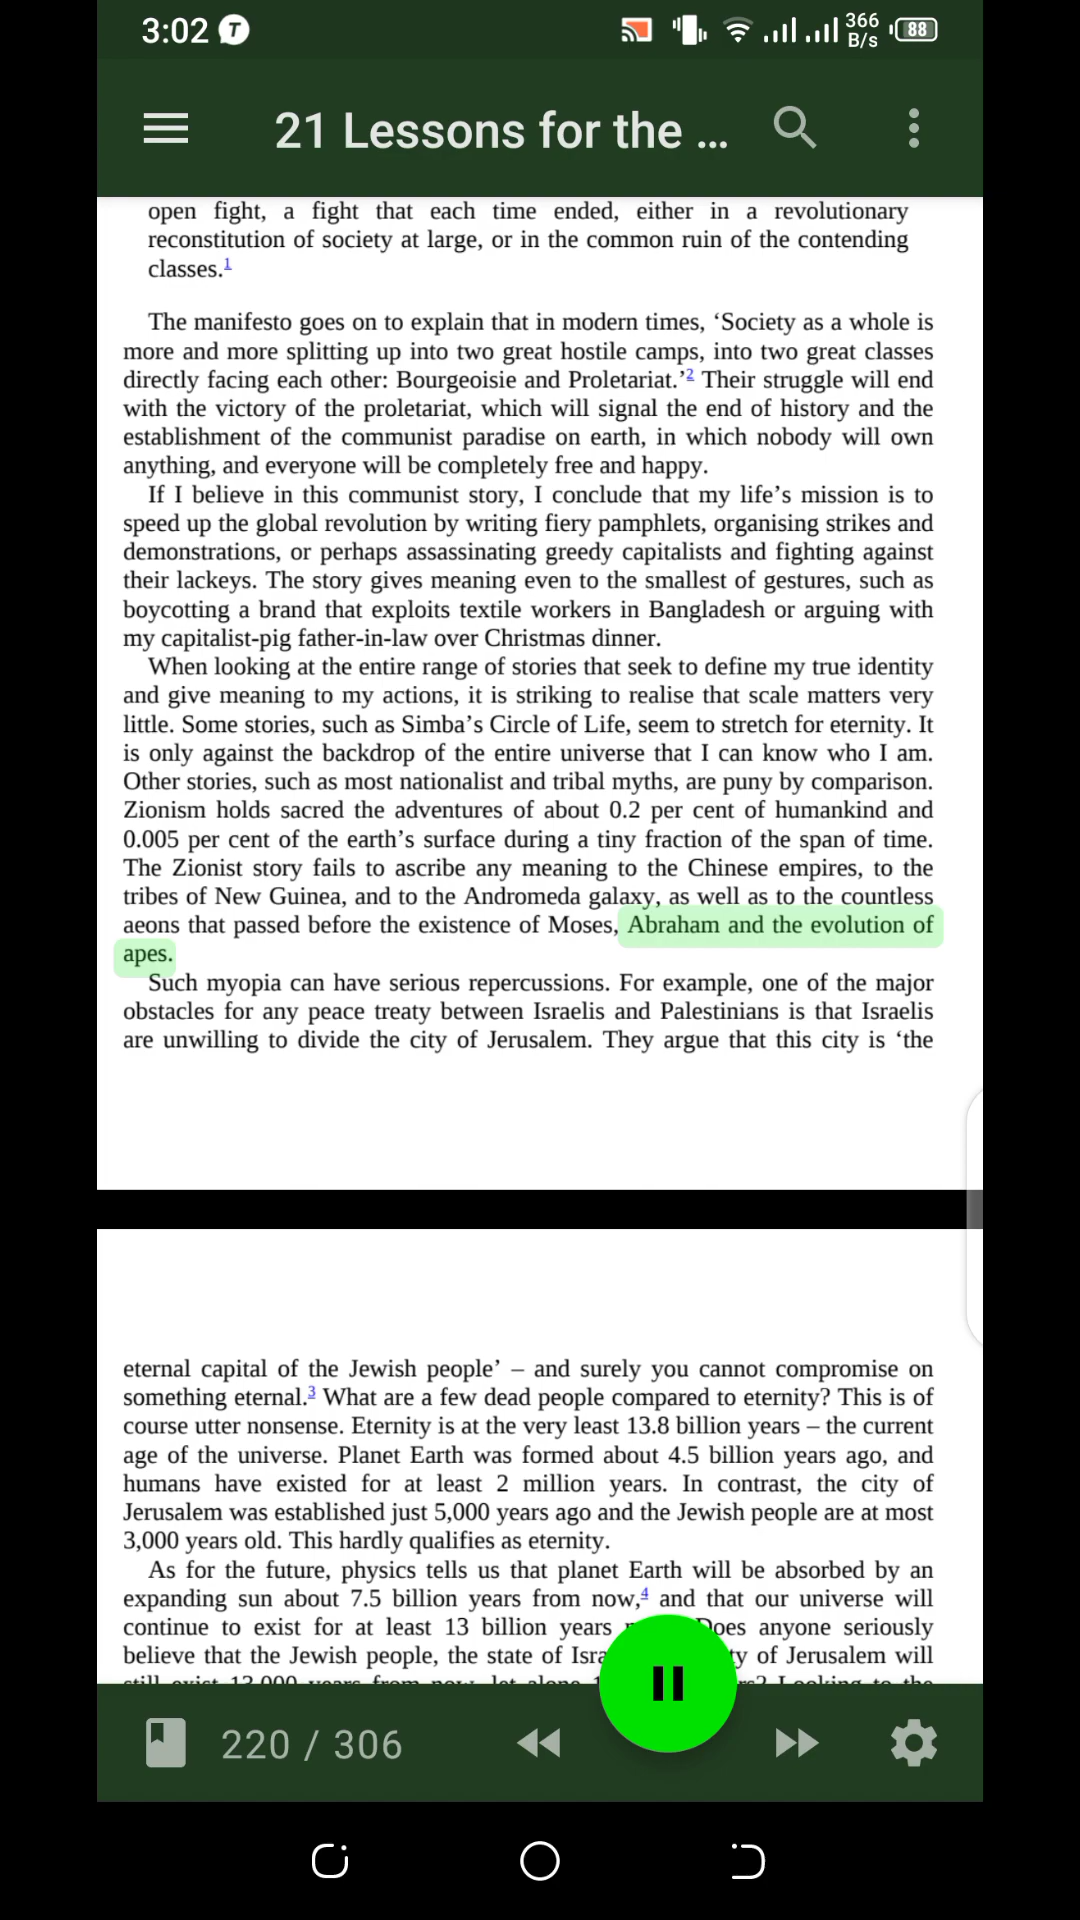 3:02
366
B/s
88
21 Lessons for the ...
open fight, a fight that each time ended, either in a revolutionary
reconstitution of society at large, or in the common ruin of the contending
classes.1
The manifesto goes on to explain that in modern times, ‘Society as a whole is
more and more splitting up into two great hostile camps, into two great classes
directly facing each other: Bourgeoisie and Proletariat.’2 Their struggle will end
with the victory of the proletariat, which will signal the end of history and the
establishment of the communist paradise on earth, in which nobody will own
anything, and everyone will be completely free and happy.
If I believe in this communist story, I conclude that my life’s mission is to
speed up the global revolution by writing fiery pamphlets, organising strikes and
demonstrations, or perhaps assassinating greedy capitalists and fighting against
their lackeys. The story gives meaning even to the smallest of gestures, such as
boycotting a brand that exploits textile workers in Bangladesh or arguing with
my capitalist-pig father-in-law over Christmas dinner.
When looking at the entire range of stories that seek to define my true identity
and give meaning to my actions, it is striking to realise that scale matters very
little. Some stories, such as Simba’s Circle of Life, seem to stretch for eternity. It
is only against the backdrop of the entire universe that I can know who I am.
Other stories, such as most nationalist and tribal myths, are puny by comparison.
Zionism holds sacred the adventures of about 0.2 per cent of humankind and
0.005 per cent of the earth’s surface during a tiny fraction of the span of time.
The Zionist story fails to ascribe any meaning to the Chinese empires, to the
tribes of New Guinea, and to the Andromeda galaxy, as well as to the countless
aeons that passed before the existence of Moses, Abraham and the evolution of
apes.
Such myopia can have serious repercussions. For example, one of the major
obstacles for any peace treaty between Israelis and Palestinians is that Israelis
are unwilling to divide the city of Jerusalem. They argue that this city is ‘the
eternal capital of the Jewish people’ – and surely you cannot compromise on
something eternal.3 What are a few dead people compared to eternity? This is of
course utter nonsense. Eternity is at the very least 13.8 billion years – the current
age of the universe. Planet Earth was formed about 4.5 billion years ago, and
humans have existed for at least 2 million years. In contrast, the city of
Jerusalem was established just 5,000 years ago and the Jewish people are at most
3,000 years old. This hardly qualifies as eternity.
As for the future, physics tells us that planet Earth will be absorbed by an
expanding sun about 7.5 billion years from now,4 and that our universe will
continue to exist for at least 13 billion years Does anyone seriously
believe that the Jewish people, the state of of Jerusalem will
still exist 13,000 years from now, let alone Looking to the
220 / 306